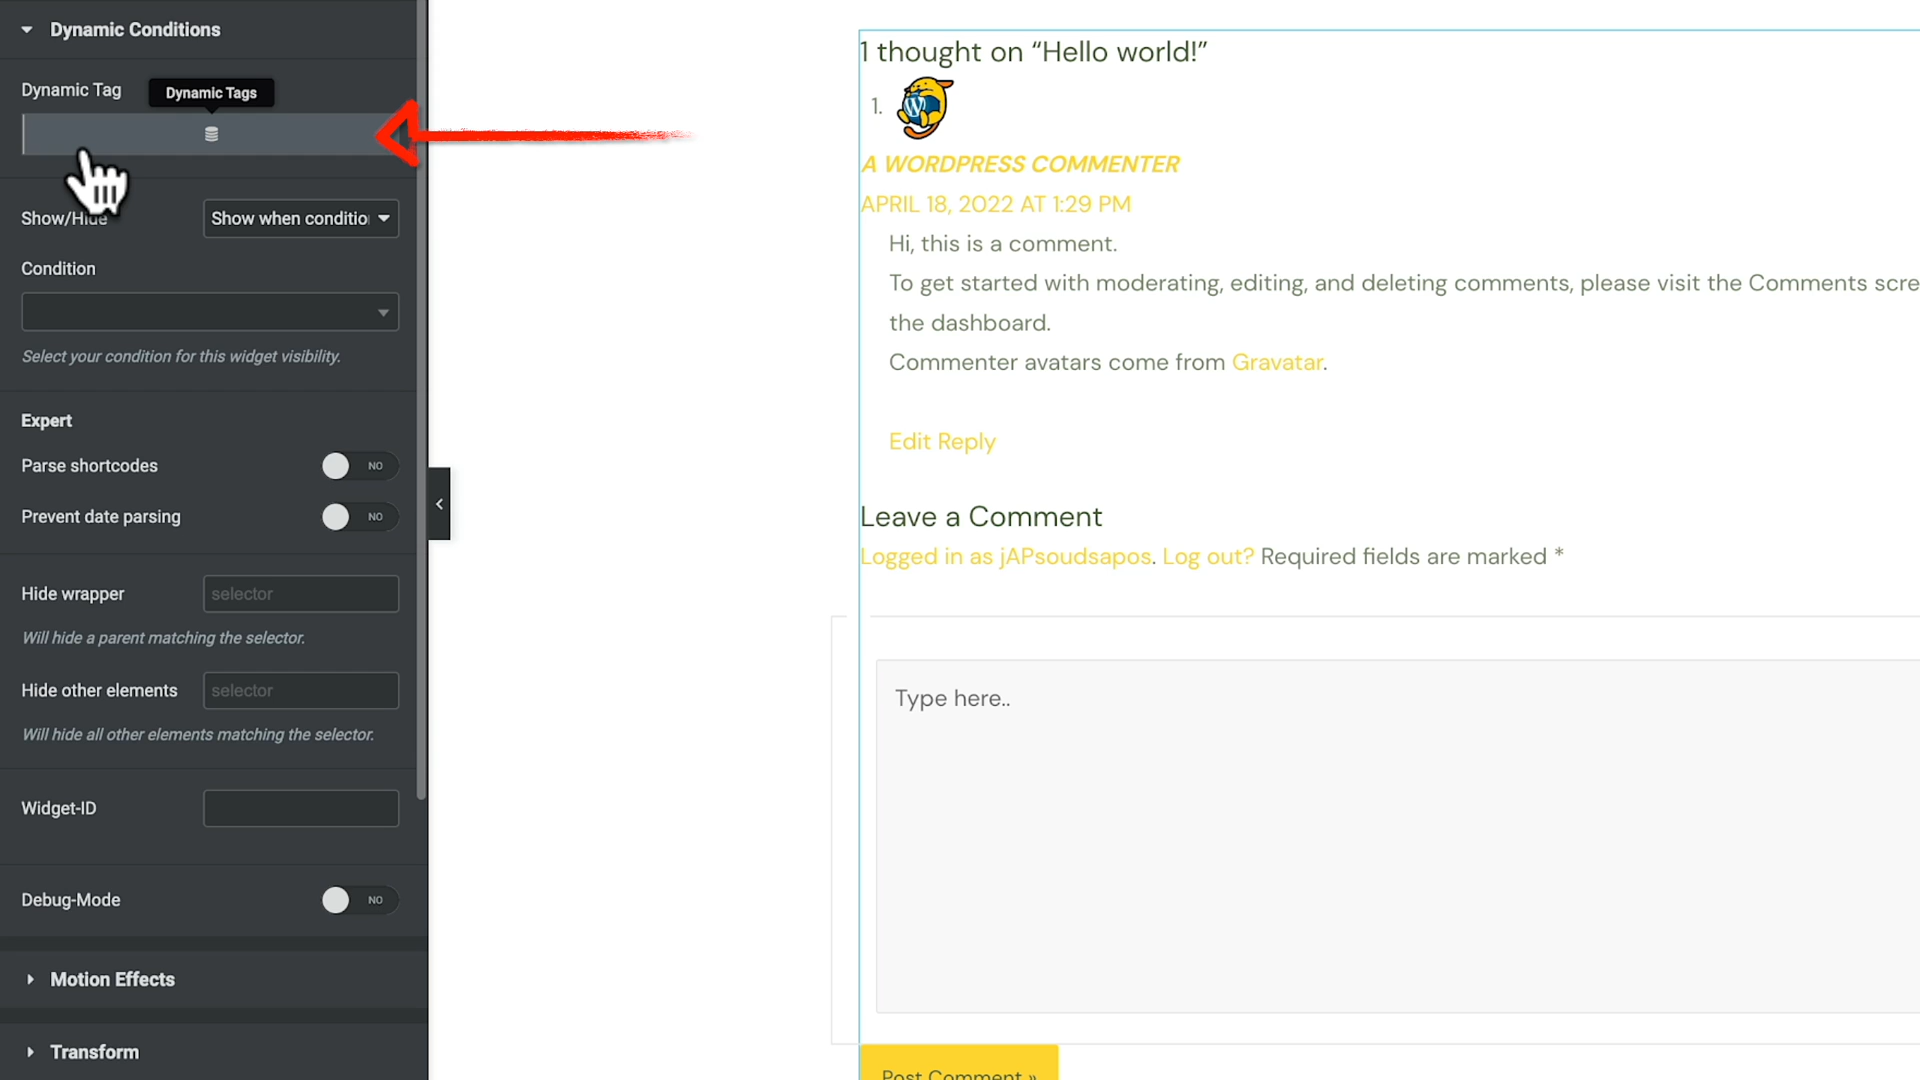 Dynamic Conditions
Dynamic Tag
Dynamic Tags
Show/Hide
Show when conditio
Condition
Select your condition for this widget visibility.
Expert
Parse shortcodes
NO
Prevent date parsing
NO
Hide wrapper
selector
Will hide a parent matching the selector.
Hide other elements
selector
Will hide all other elements matching the selector.
Widget-ID
Debug-Mode
NO
Motion Effects
Transform
1 thought on “Hello world!”
1.
A WORDPRESS COMMENTER
APRIL 18, 2022 AT 1:29 PM
Hi, this is a comment.
To get started with moderating, editing, and deleting comments, please visit the Comments scre
the dashboard.
Commenter avatars come from Gravatar.
Edit Reply
Leave a Comment
Logged in as jAPsoudsapos. Log out? Required fields are marked *
Type here..
Post Comment »